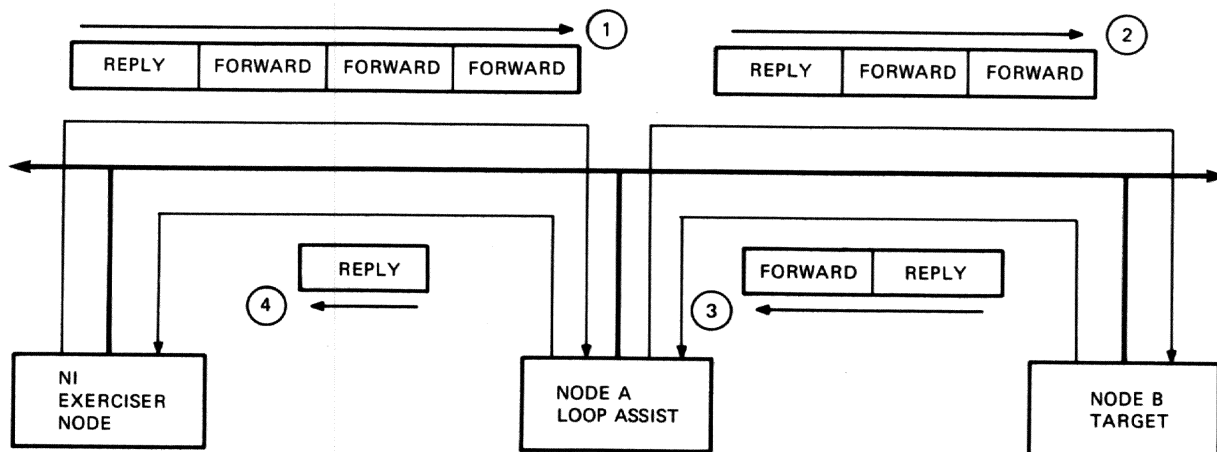 1
2
REPLY FORWARD FORWARD FORWARD
REPLY FORWARD FORWARD
REPLY
FORWARD REPLY
4
3
NI
EXERCISER
NODE
NODE A
LOOP ASSIST
NODE B
TARGET